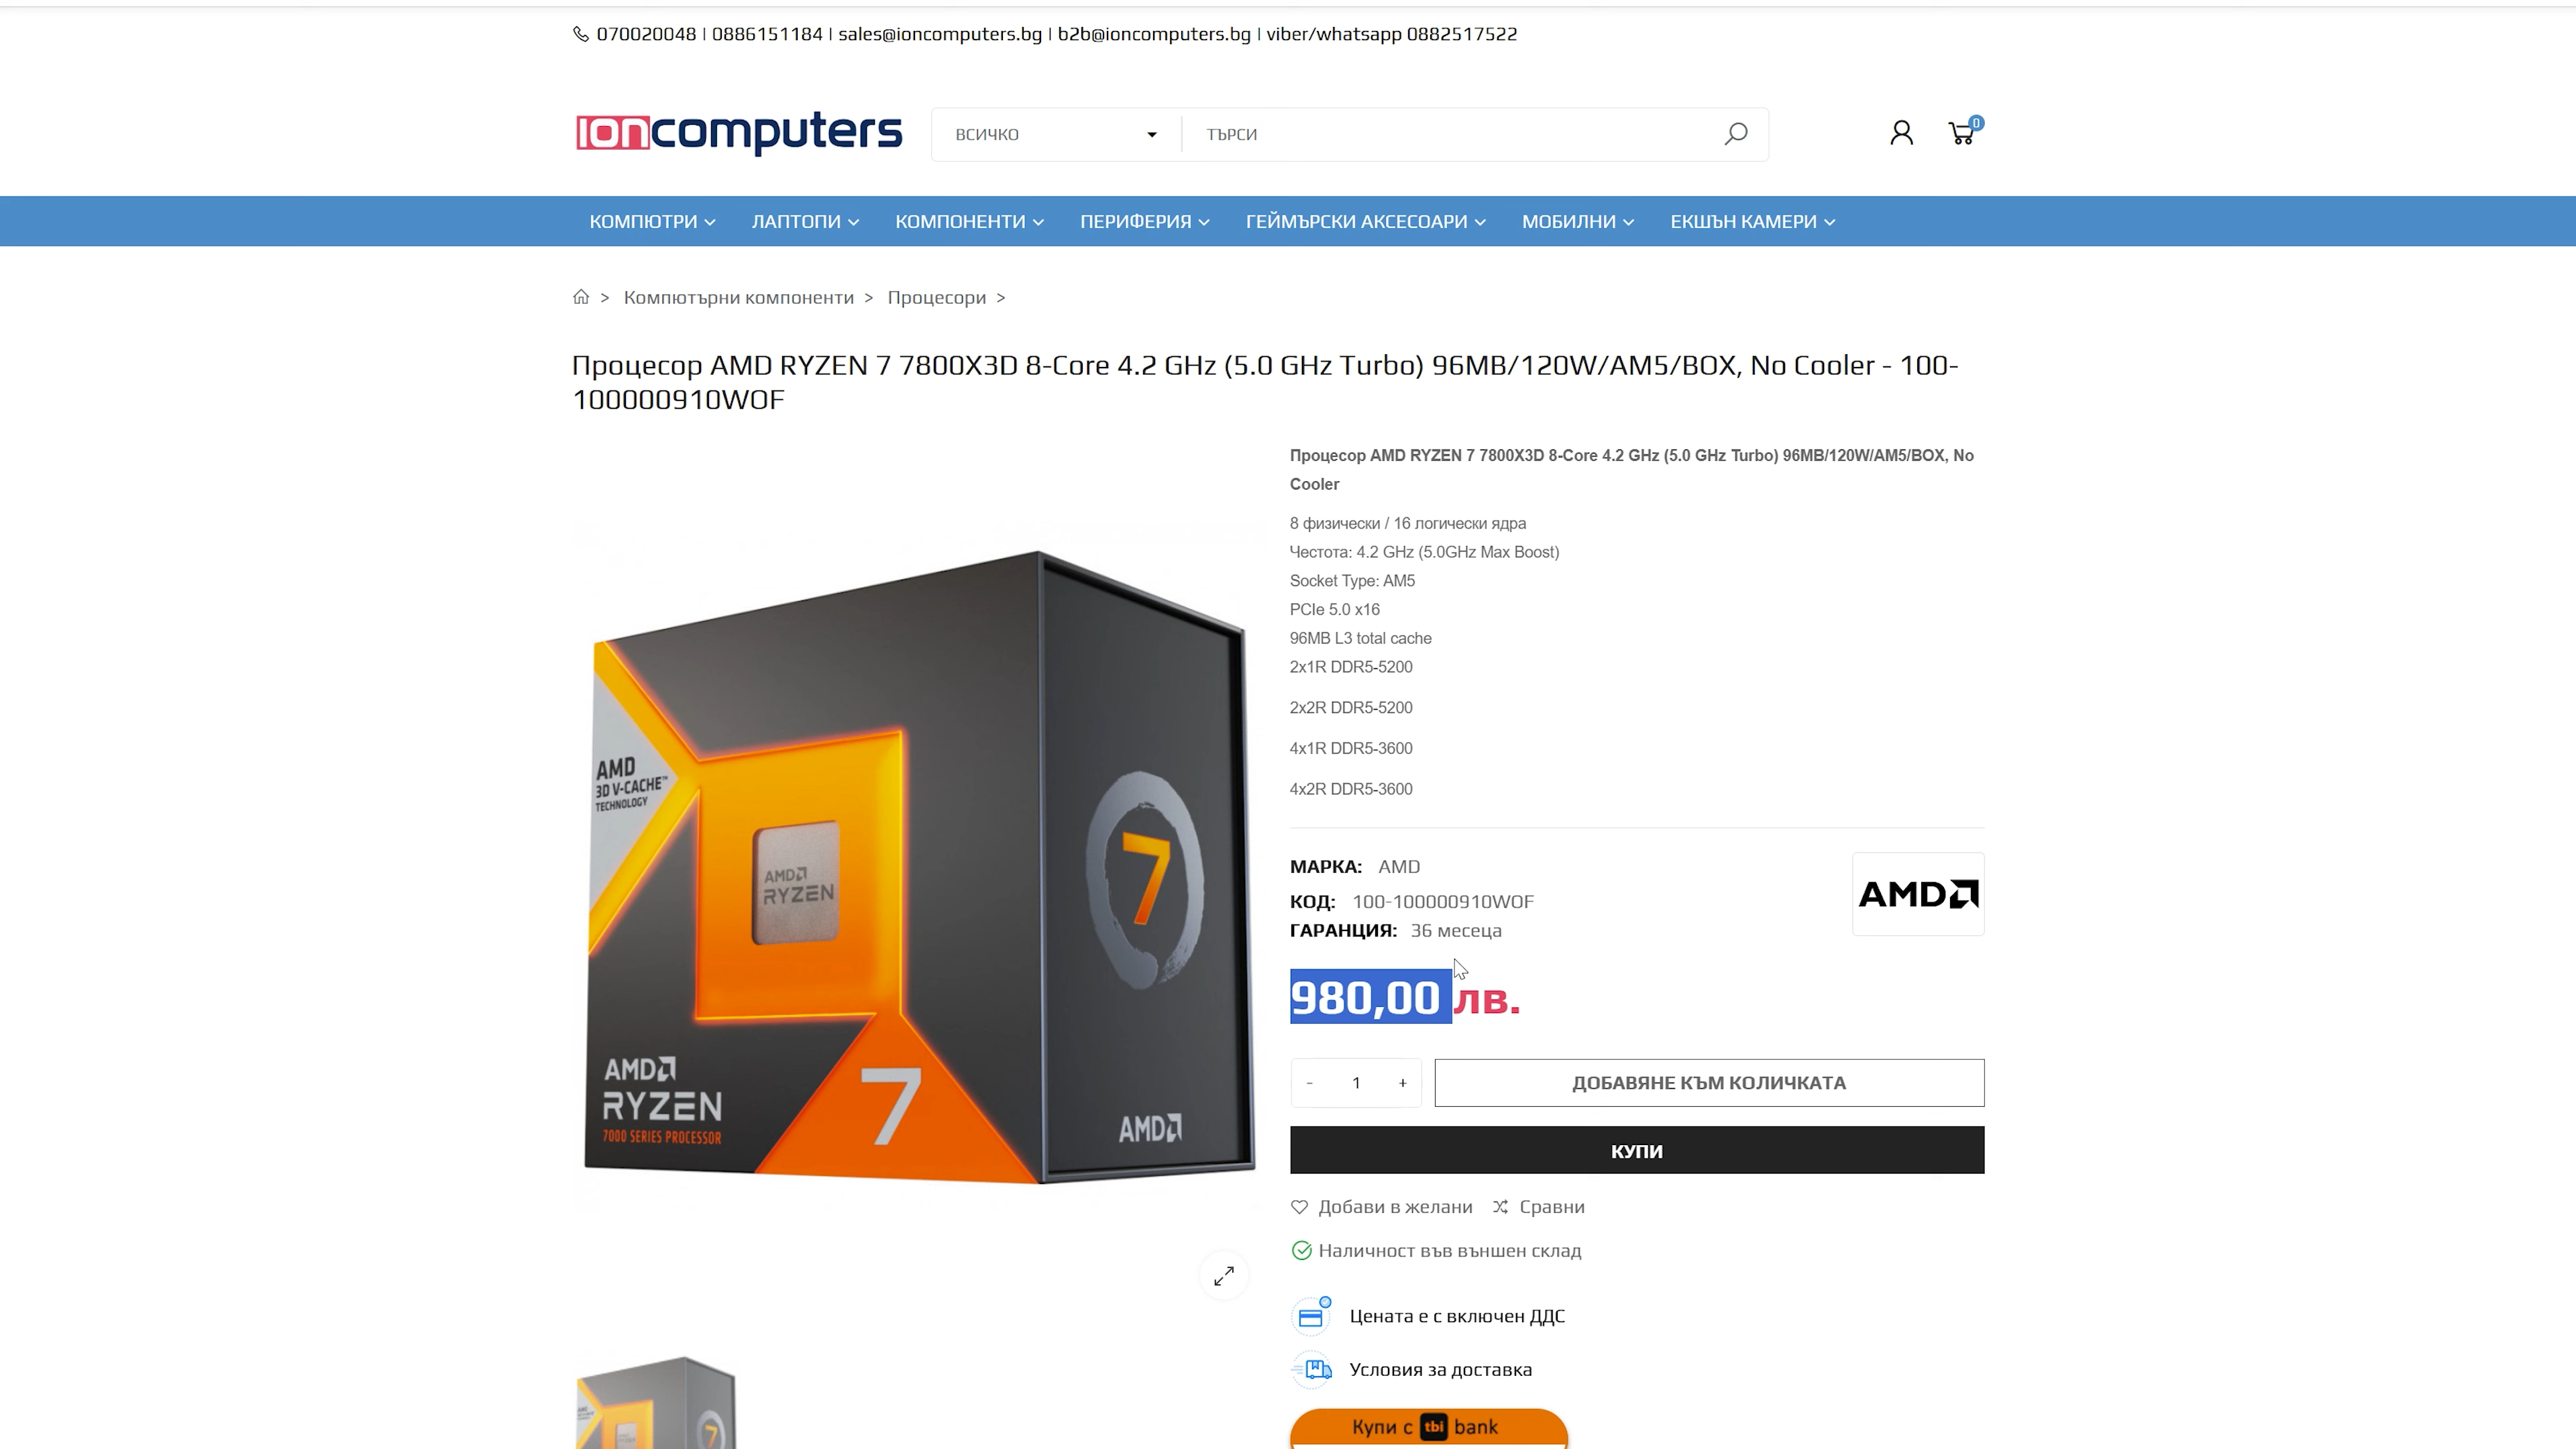 070020048 | 0886151184 | sales@ioncomputers.bg | b2b@ioncomputers.bg | viber/whatsapp 0882517522
ioncomputers
ВСИЧКО
ТЪРСИ
0
КОМПЮТРИ ЛАПТОПИ КОМПОНЕНТИ ПЕРИФЕРИЯ ГЕЙМЪРСКИ АКСЕСОАРИ МОБИЛНИ ЕКШЪН КАМЕРИ
> Компютърни компоненти > Процесори >
Процесор AMD RYZEN 7 7800X3D 8-Core 4.2 GHz (5.0 GHz Turbo) 96MB/120W/AM5/BOX, No Cooler - 100-
100000910WOF
AMD
3D V-CACHE™
TECHNOLOGY
AMD
RYZEN
7
AMD
RYZEN
7000 SERIES PROCESSOR
7
AMD
Процесор AMD RYZEN 7 7800X3D 8-Core 4.2 GHz (5.0 GHz Turbo) 96MB/120W/AM5/BOX, No
Cooler
8 физически / 16 логически ядра
Честота: 4.2 GHz (5.0GHz Max Boost)
Socket Type: AM5
PCIe 5.0 x16
96MB L3 total cache
2x1R DDR5-5200
2x2R DDR5-5200
4x1R DDR5-3600
4x2R DDR5-3600
МАРКА: AMD
КОД: 100-100000910WOF
ГАРАНЦИЯ: 36 месеца
AMD
980,00 лв.
- 1 +
ДОБАВЯНЕ КЪМ КОЛИЧКАТА
КУПИ
Добави в желани Сравни
Наличност във външен склад
Цената е с включен ДДС
Условия за доставка
Купи с tbi bank
7